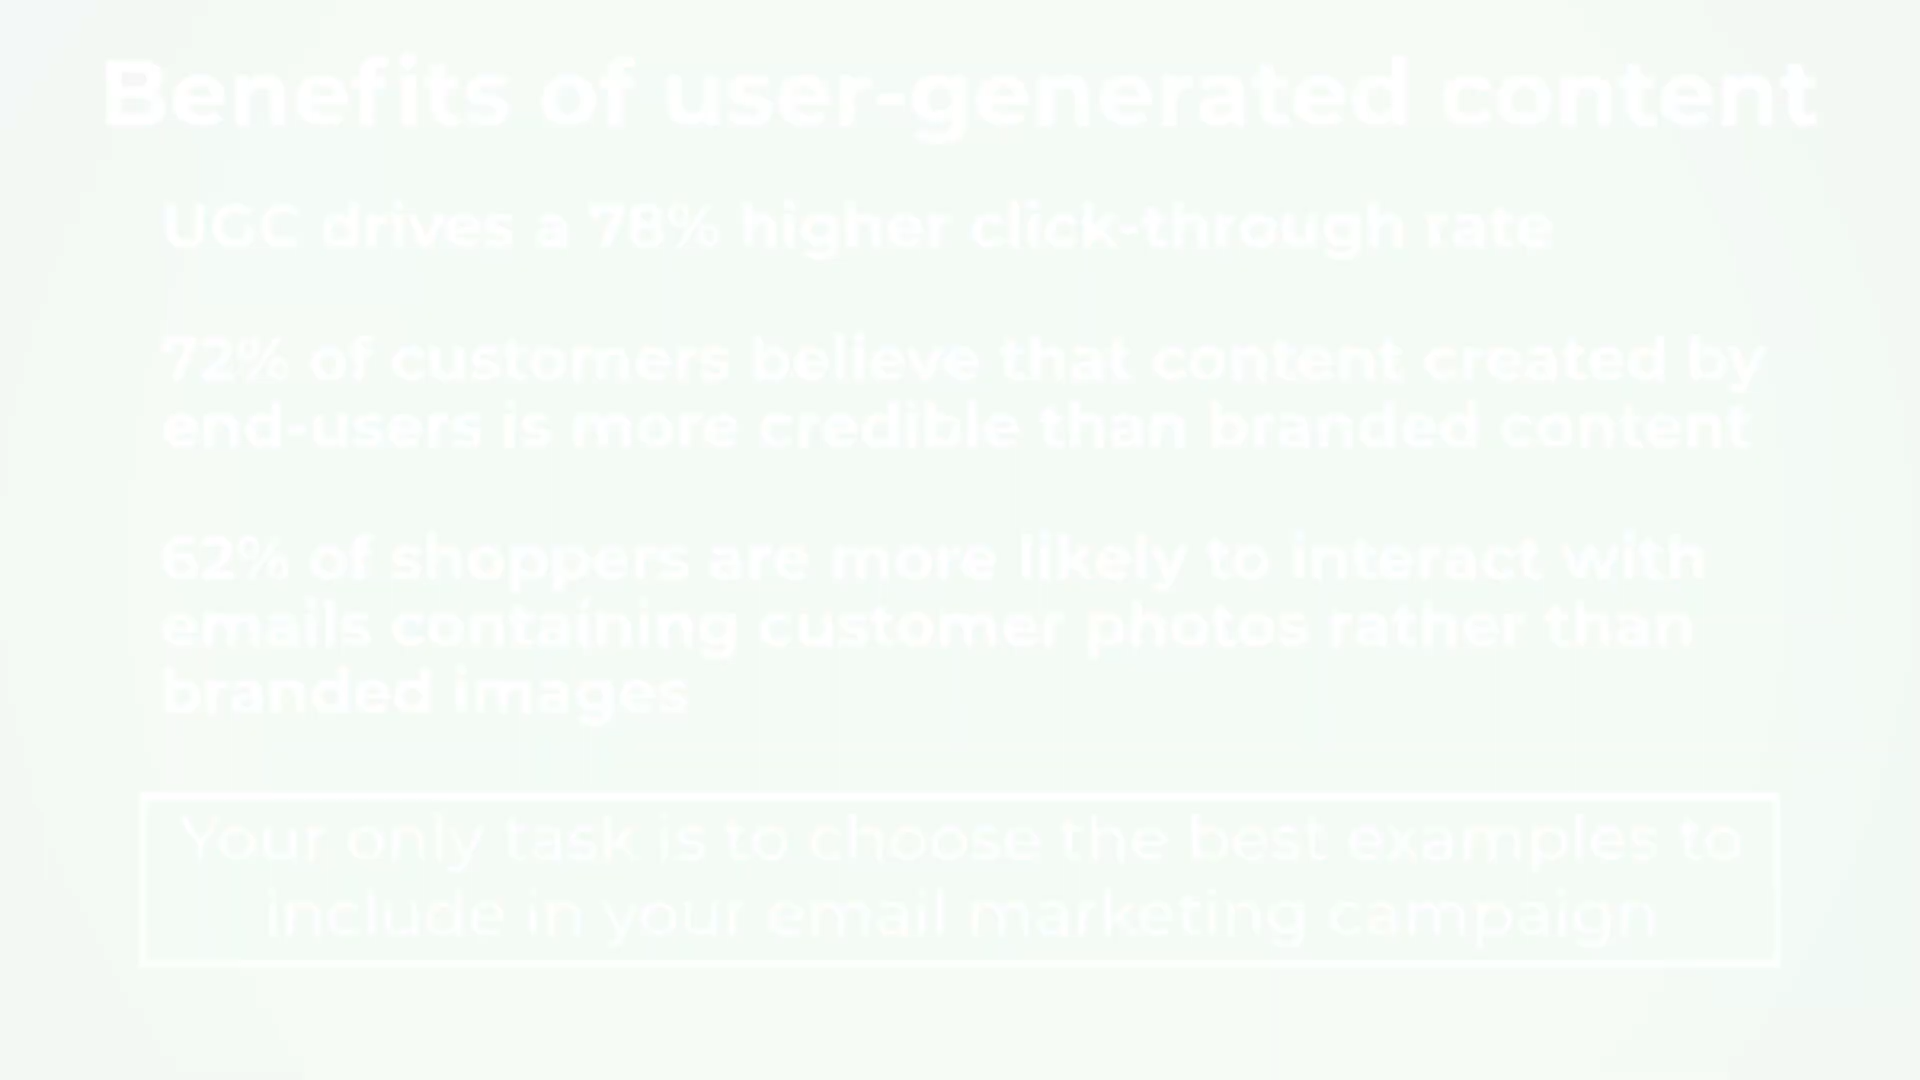 Benefits of user-generated content
UGC drives a 78% higher click-through rate
72% of customers believe that content created by
end-users is more credible than branded content
62% of shoppers are more likely to interact with
emails containing customer photos rather than
branded images
Your only task is to choose the best examples to
include in your email marketing campaign